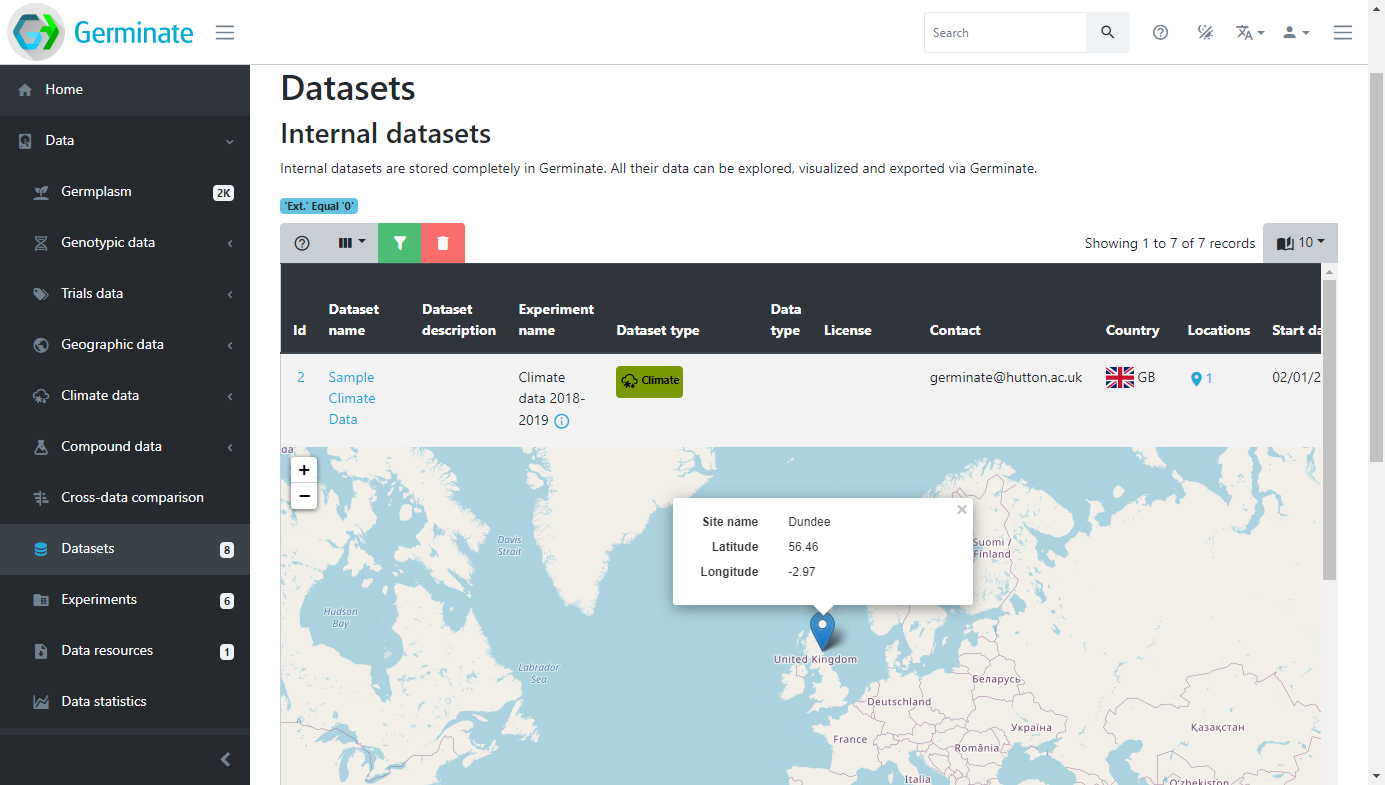 Germinate
Search
Home
Data
Germplasm 2K
Genotypic data
Trials data
Geographic data
Climate data
Compound data
Cross-data comparison
Datasets 8
Experiments 6
Data resources 1
Data statistics
Datasets
Internal datasets
Internal datasets are stored completely in Germinate. All their data can be explored, visualized and exported via Germinate.
'Ext.' Equal '0'
Showing 1 to 7 of 7 records
10
Id
Dataset name
Dataset description
Experiment name
Dataset type
Data type
License
Contact
Country
Locations
Start da
2
Sample Climate Data
Climate data 2018-2019
Climate
germinate@hutton.ac.uk
GB
1
02/01/2
+
−
Site name Dundee
Latitude 56.46
Longitude -2.97
×
da
Davis Strait
Hudson Bay
Labrador Sea
Suomi / Finland
United Kingdom
Беларусь
Deutschland
Україна
Қазақстан
France
România
Italia
Oʻzbekiston